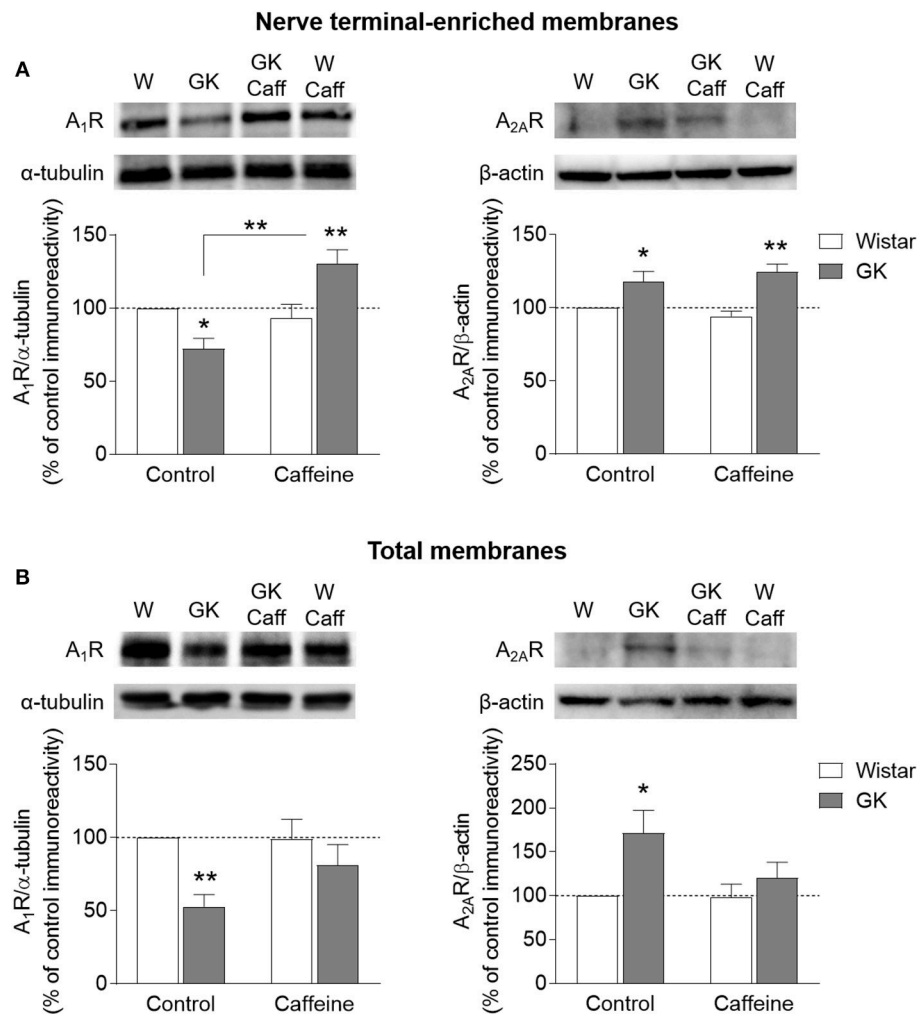 Nerve terminal-enriched membranes
A
W GK GK Caff W Caff
A₁R
α-tubulin
A₁R/α-tubulin
(% of control immunoreactivity)
150
100
50
0
** **
*
Control Caffeine
W GK GK Caff W Caff
A₂AR
β-actin
A₂AR/β-actin
(% of control immunoreactivity)
150
100
50
0
* **
Control Caffeine
Wistar
GK
Total membranes
B
W GK GK Caff W Caff
A₁R
α-tubulin
A₁R/α-tubulin
(% of control immunoreactivity)
150
100
50
0
**
Control Caffeine
W GK GK Caff W Caff
A₂AR
β-actin
A₂AR/β-actin
(% of control immunoreactivity)
250
200
150
100
50
0
*
Control Caffeine
Wistar
GK